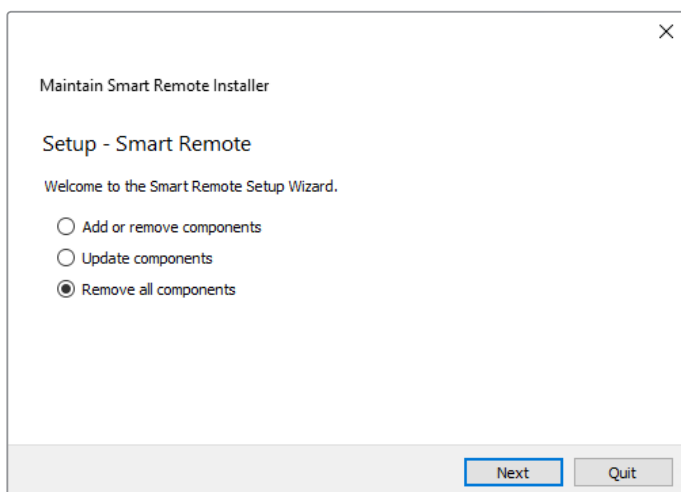 Maintain Smart Remote Installer
Setup - Smart Remote
Welcome to the Smart Remote Setup Wizard.
Add or remove components
Update components
Remove all components
Next Quit